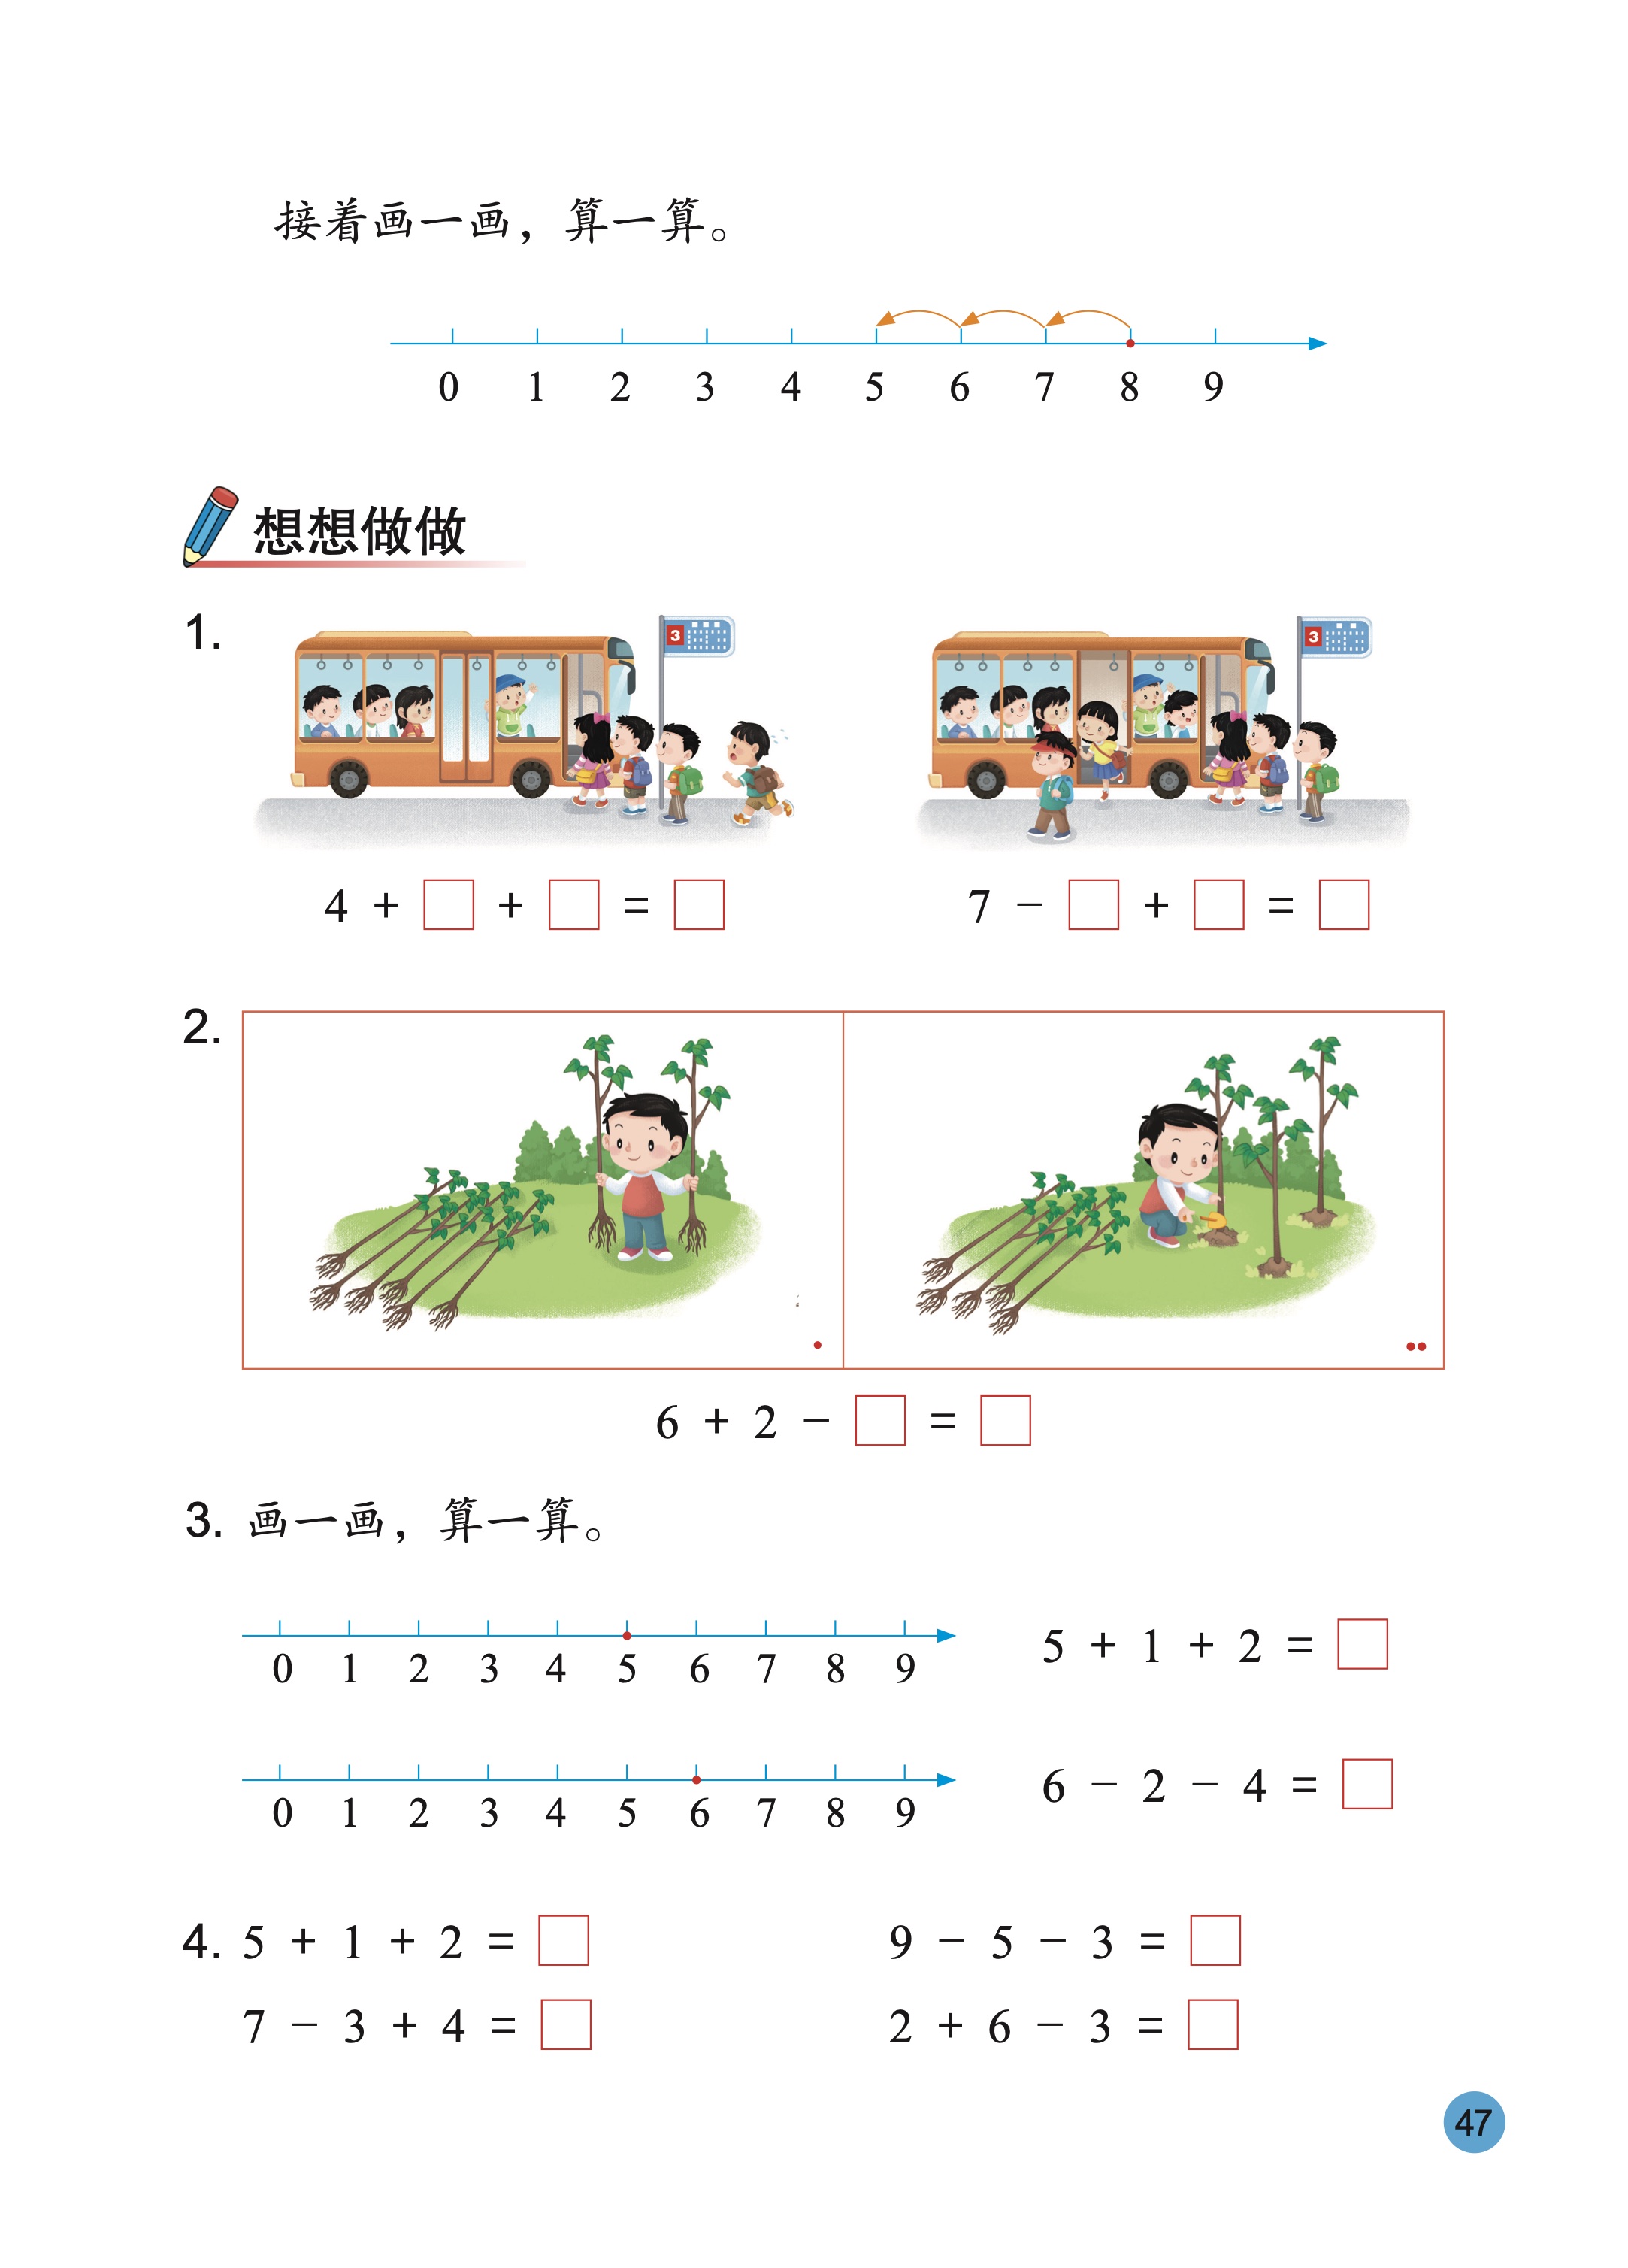 接着画一画，算一算。
0 1 2 3 4 5 6 7 8 9
想想做做
1.
3
3
4 + □ + □ = □
7 − □ + □ = □
2.
6 + 2 − □ = □
3. 画一画，算一算。
0 1 2 3 4 5 6 7 8 9
5 + 1 + 2 = □
0 1 2 3 4 5 6 7 8 9
6 − 2 − 4 = □
4. 5 + 1 + 2 = □
9 − 5 − 3 = □
7 − 3 + 4 = □
2 + 6 − 3 = □
47